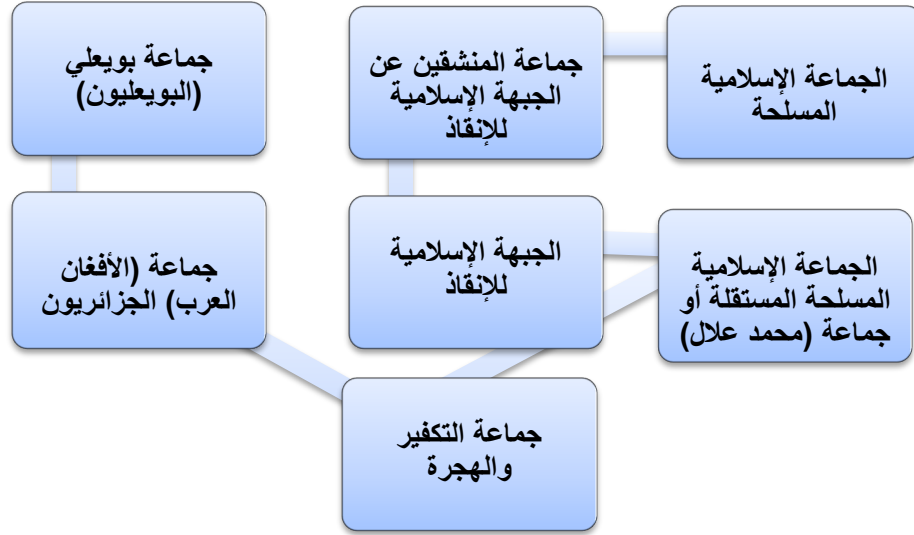 الجماعة الإسلامية
المسلحة
جماعة المنشقين عن
الجبهة الإسلامية
للإنقاذ
جماعة بويعلي
(البويعليون)
الجماعة الإسلامية
المسلحة المستقلة أو
جماعة (محمد علال)
الجبهة الإسلامية
للإنقاذ
جماعة (الأفغان
العرب) الجزائريون
جماعة التكفير
والهجرة